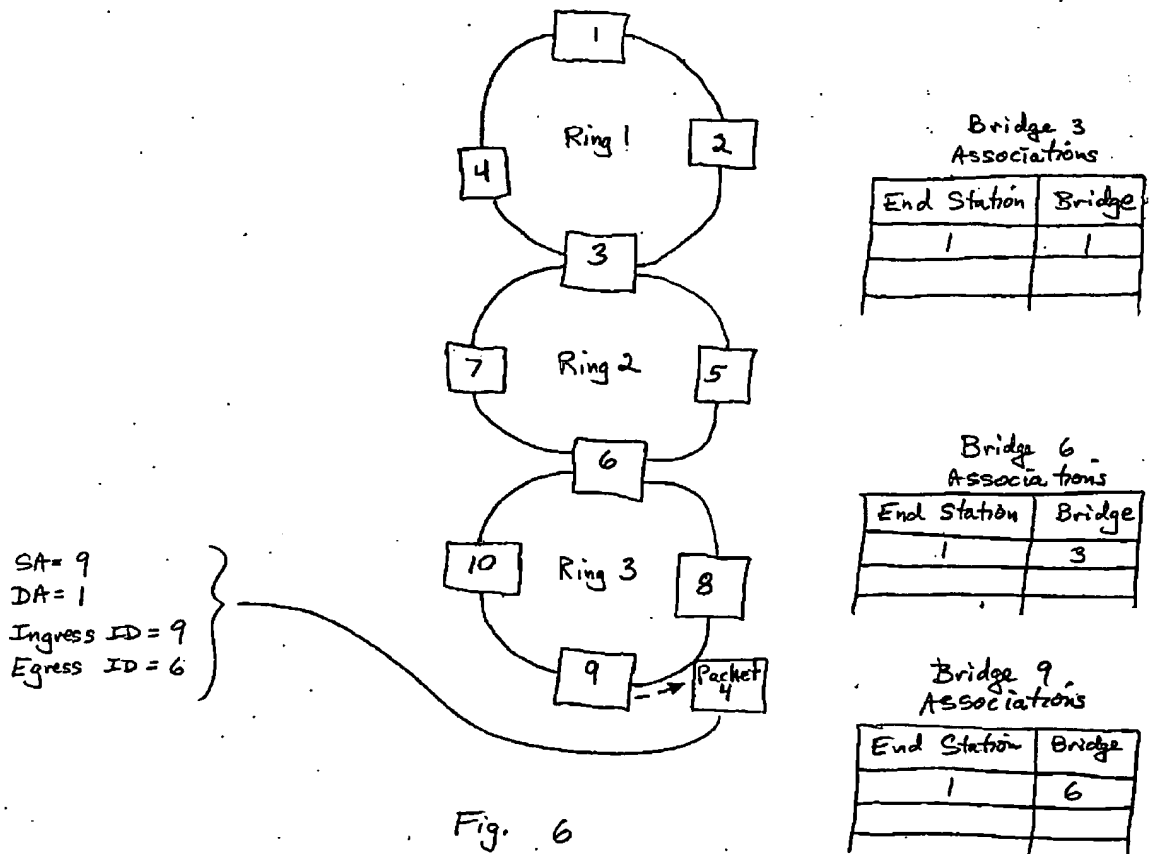 1
Ring 1
4
2
3
Bridge 3
Associations
End Station Bridge
1 1
7
Ring 2
5
6
Bridge 6
Associations
End Station Bridge
1 3
10
Ring 3
8
SA= 9
DA= 1
Ingress ID= 9
Egress ID= 6
9
Packet
4
Bridge 9
Associations
End Station Bridge
1 6
Fig. 6